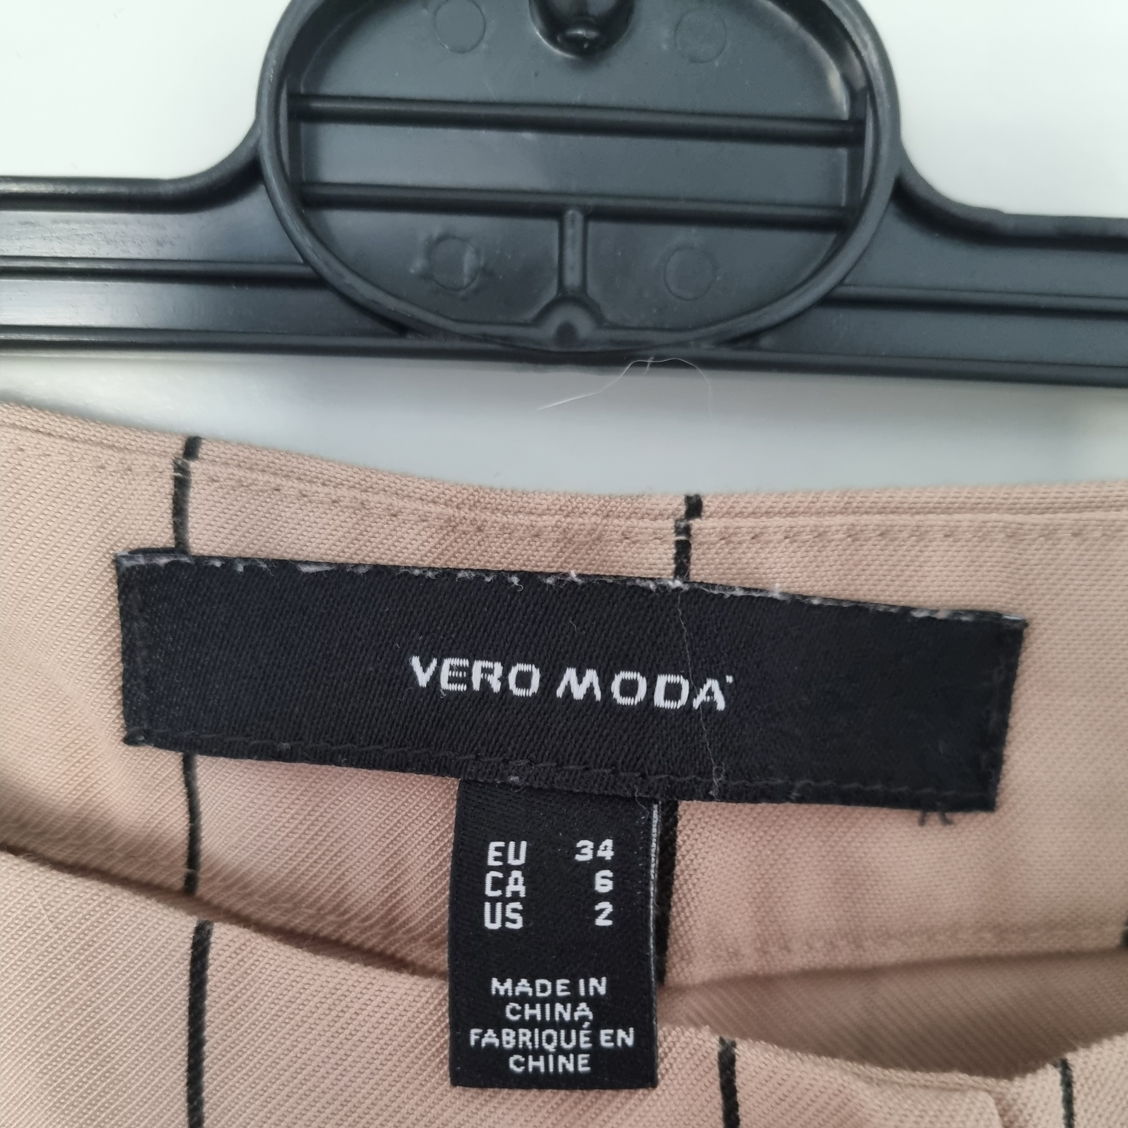 VERO MODA
EU 34
CA 6
US 2
MADE IN
CHINA
FABRIQUÉ EN
CHINE